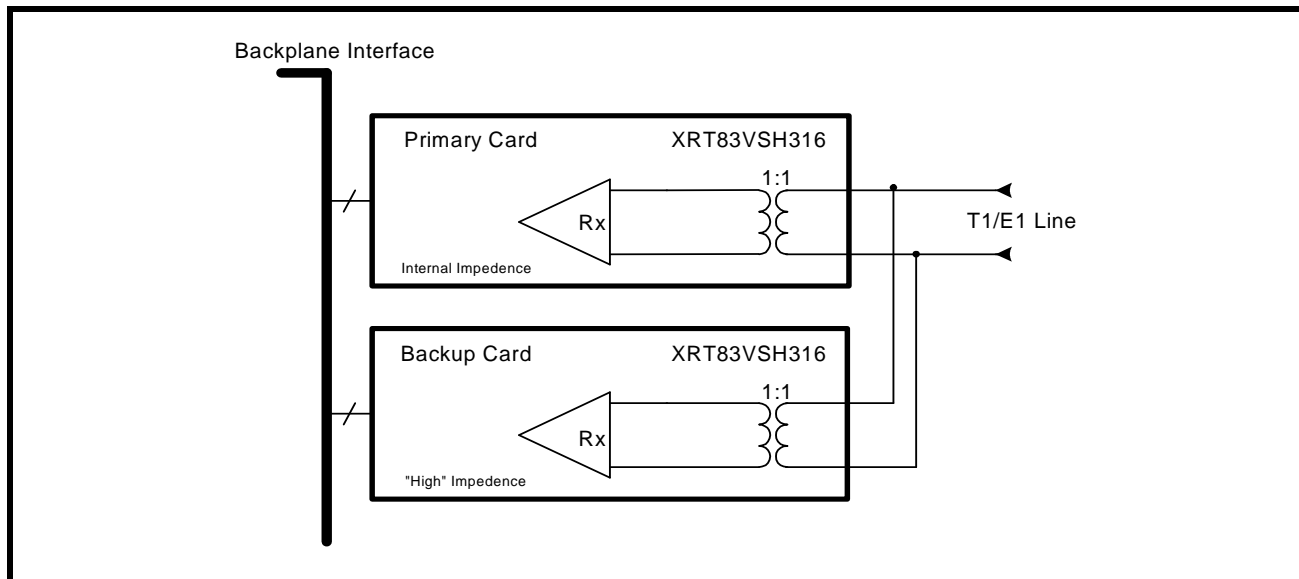 Backplane Interface
Primary Card XRT83VSH316
1:1
Rx
T1/E1 Line
Internal Impedence
Backup Card XRT83VSH316
1:1
Rx
"High" Impedence